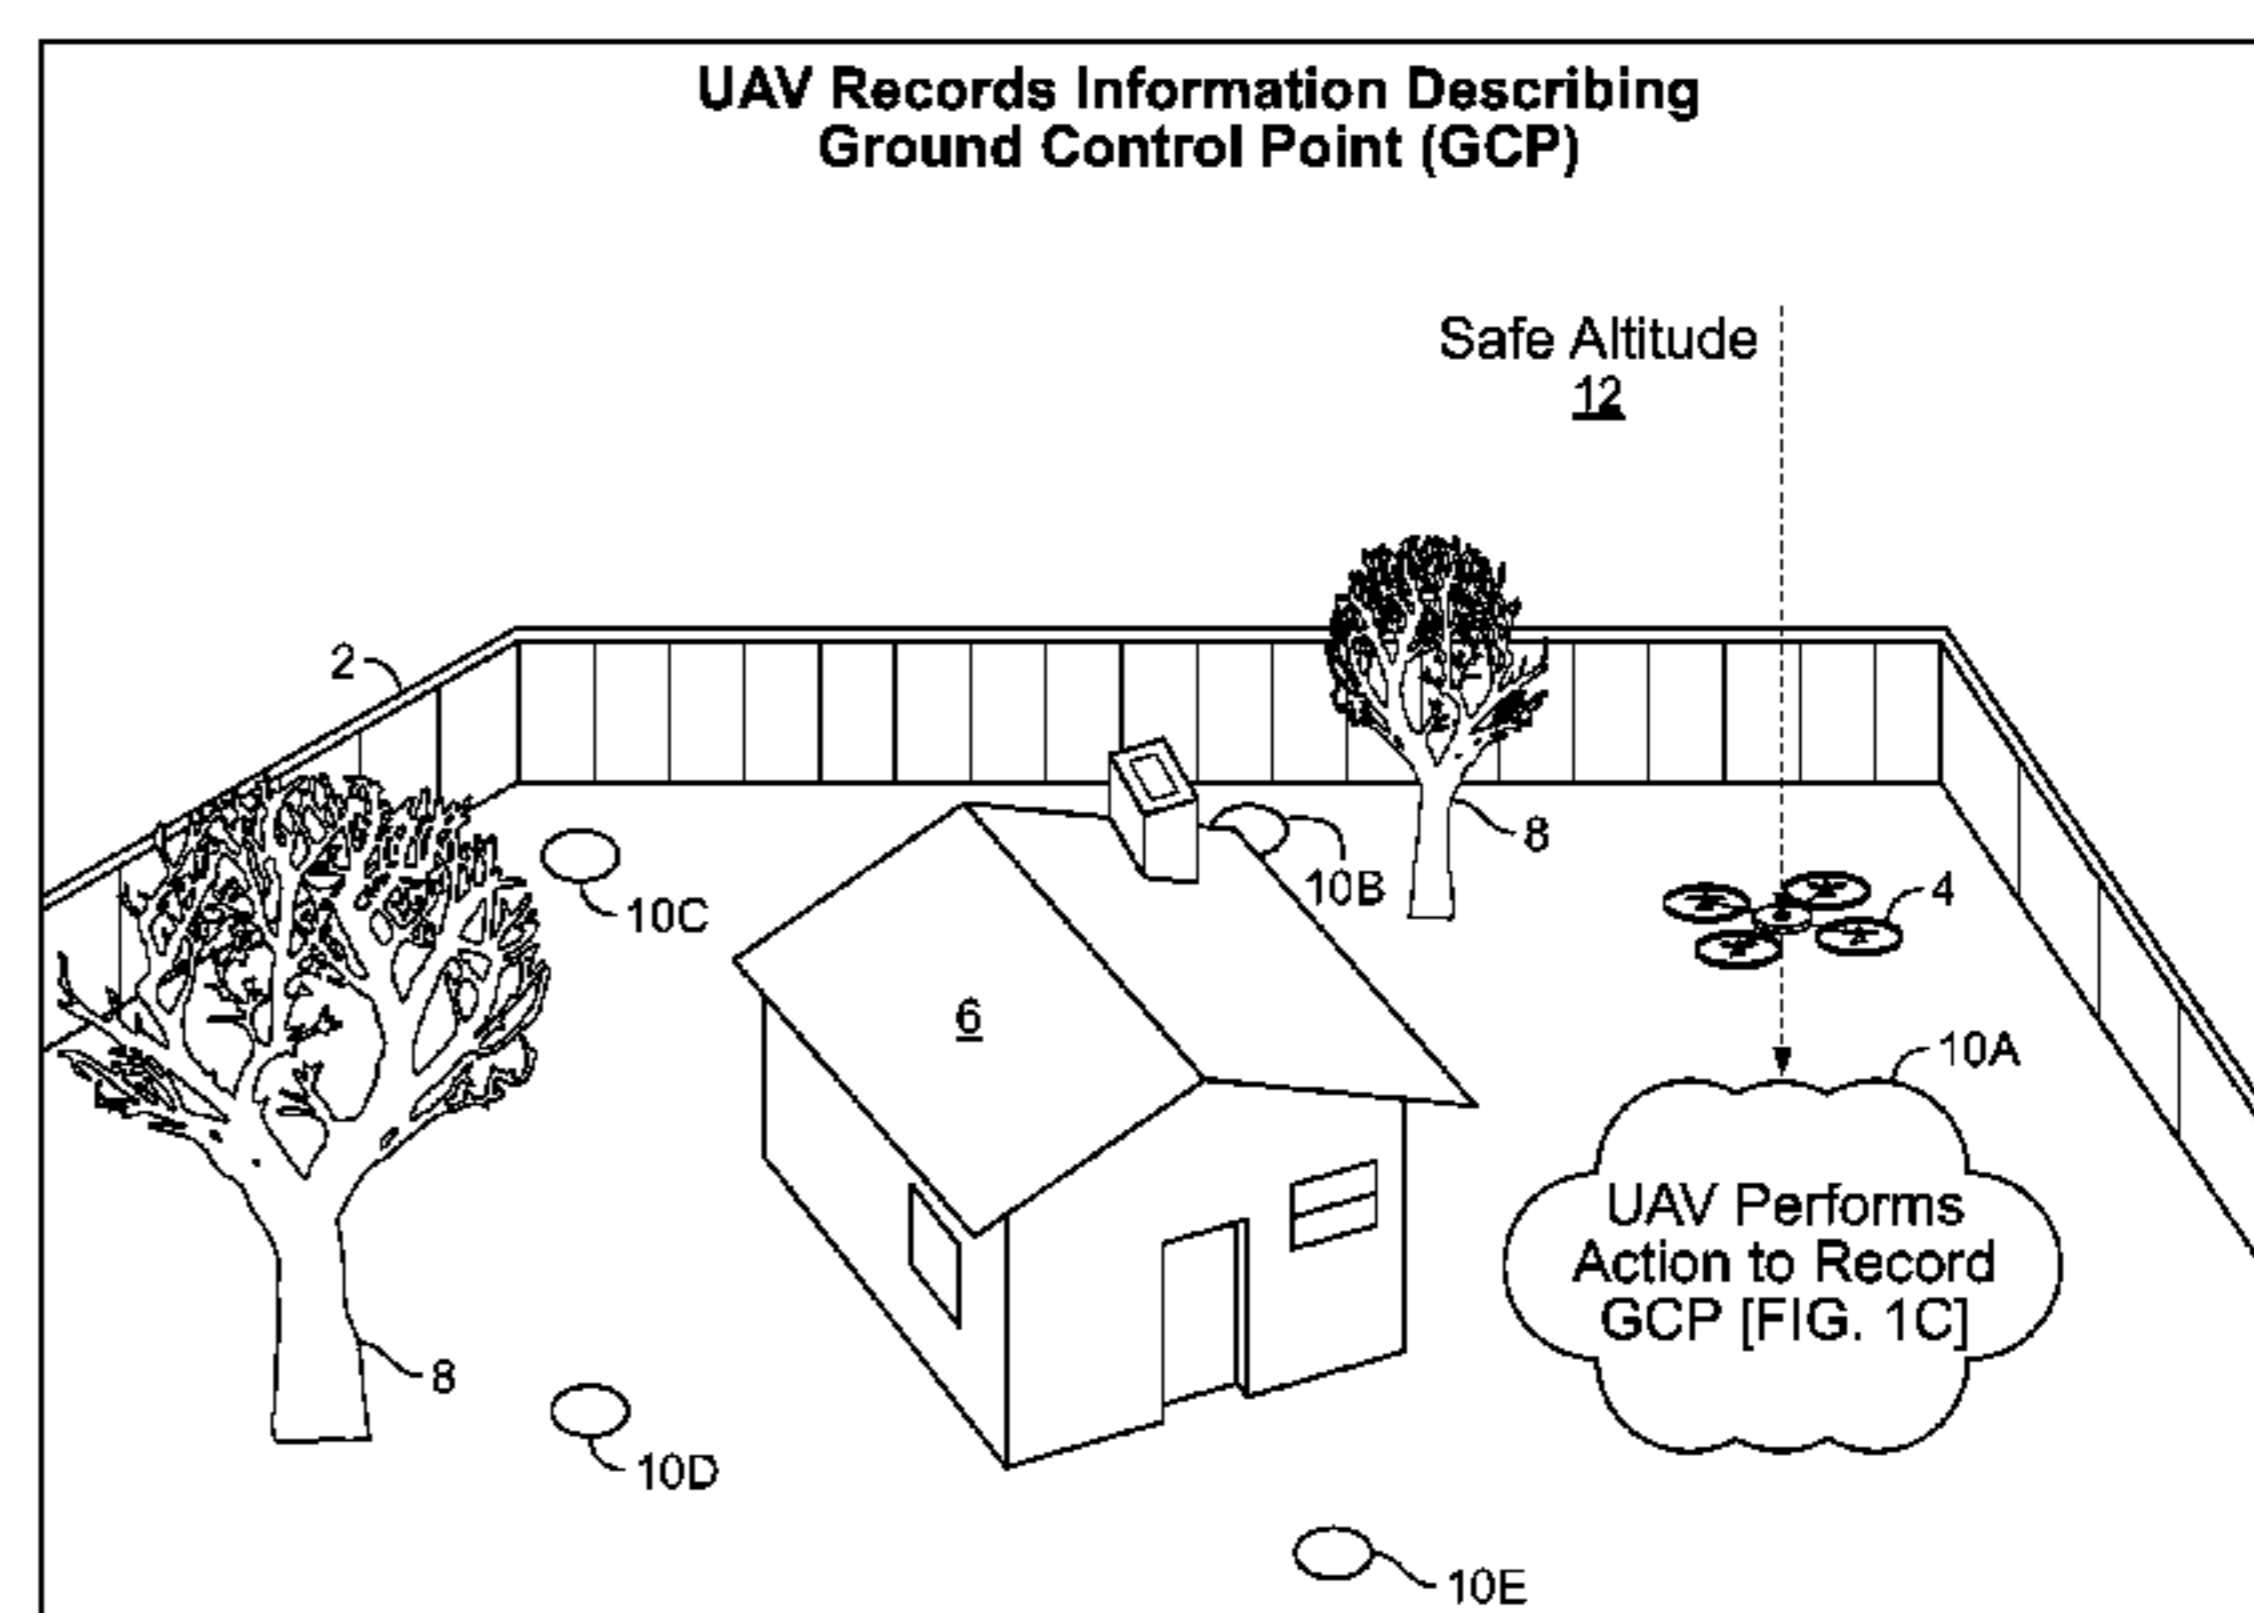 UAV Records Information Describing
Ground Control Point (GCP)
Safe Altitude
12
2
8
10B
4
10C
6
10A
UAV Performs
Action to Record
GCP [FIG. 1C]
8
10D
10E